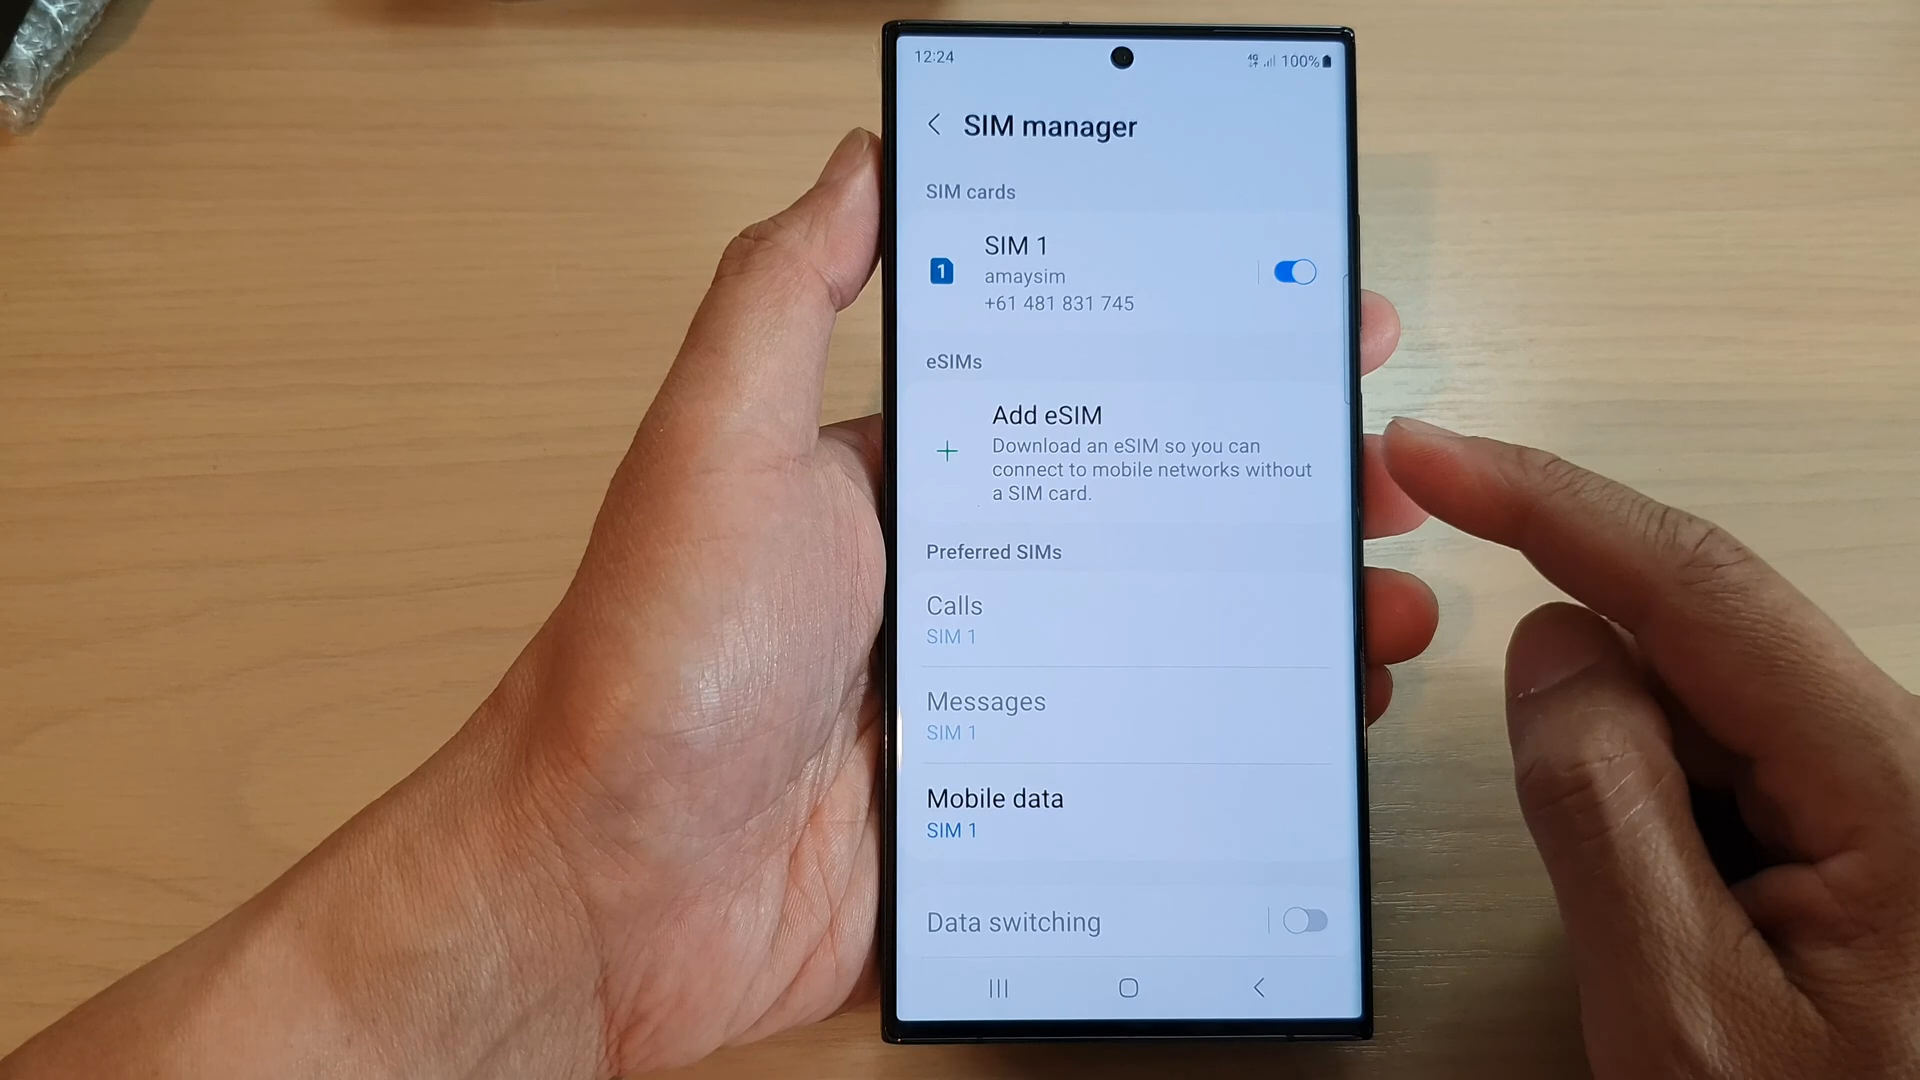 12:24
4G 100%
SIM manager
SIM cards
1
SIM 1
amaysim
+61 481 831 745
eSIMs
Add eSIM
Download an eSIM so you can
connect to mobile networks without
a SIM card.
Preferred SIMs
Calls
SIM 1
Messages
SIM 1
Mobile data
SIM 1
Data switching